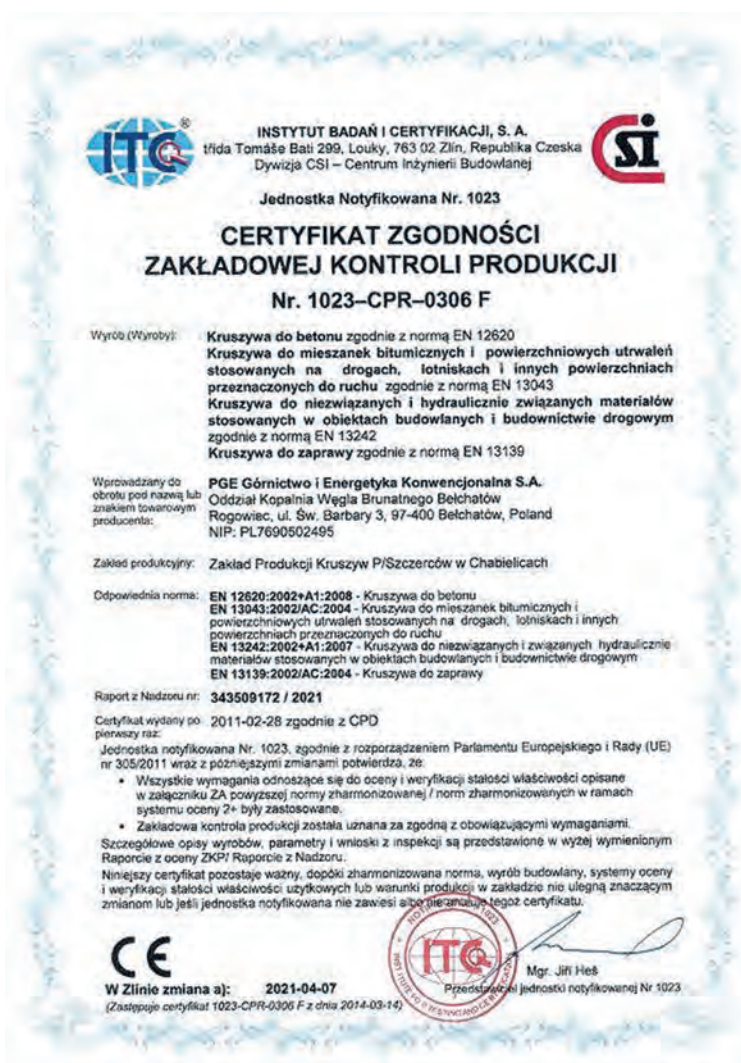 ITC ®
CSI
INSTYTUT BADAŃ I CERTYFIKACJI, S. A.
třída Tomáše Bati 299, Louky, 763 02 Zlín, Republika Czeska
Dywizja CSI – Centrum Inżynierii Budowlanej
Jednostka Notyfikowana Nr. 1023
CERTYFIKAT ZGODNOŚCI
ZAKŁADOWEJ KONTROLI PRODUKCJI
Nr. 1023–CPR–0306 F
Wyrób (Wyroby): Kruszywa do betonu zgodnie z normą EN 12620
Kruszywa do mieszanek bitumicznych i powierzchniowych utrwaleń
stosowanych na drogach, lotniskach i innych powierzchniach
przeznaczonych do ruchu zgodnie z normą EN 13043
Kruszywa do niezwiązanych i hydraulicznie związanych materiałów
stosowanych w obiektach budowlanych i budownictwie drogowym
zgodnie z normą EN 13242
Kruszywa do zaprawy zgodnie z normą EN 13139
Wprowadzany do
obrotu pod nazwą lub
znakiem towarowym
producenta:
PGE Górnictwo i Energetyka Konwencjonalna S.A.
Oddział Kopalnia Węgla Brunatnego Bełchatów
Rogowiec, ul. Św. Barbary 3, 97-400 Bełchatów, Poland
NIP: PL7690502495
Zakład produkcyjny: Zakład Produkcji Kruszyw P/Szczerców w Chabielicach
Odpowiednia norma: EN 12620:2002+A1:2008 - Kruszywa do betonu
EN 13043:2002/AC:2004 - Kruszywa do mieszanek bitumicznych i
powierzchniowych utrwaleń stosowanych na drogach, lotniskach i innych
powierzchniach przeznaczonych do ruchu
EN 13242:2002+A1:2007 - Kruszywa do niezwiązanych i związanych hydraulicznie
materiałów stosowanych w obiektach budowlanych i budownictwie drogowym
EN 13139:2002/AC:2004 - Kruszywa do zaprawy
Raport z Nadzoru nr: 343509172 / 2021
Certyfikat wydany po
pierwszy raz:
2011-02-28 zgodnie z CPD
Jednostka notyfikowana Nr. 1023, zgodnie z rozporządzeniem Parlamentu Europejskiego i Rady (UE)
nr 305/2011 wraz z późniejszymi zmianami potwierdza, że:
• Wszystkie wymagania odnoszące się do oceny i weryfikacji stałości właściwości opisane
w załączniku ZA powyższej normy zharmonizowanej / norm zharmonizowanych w ramach
systemu oceny 2+ były zastosowane.
• Zakładowa kontrola produkcji została uznana za zgodną z obowiązującymi wymaganiami.
Szczegółowe opisy wyrobów, parametry i wnioski z inspekcji są przedstawione w wyżej wymienionym
Raporcie z oceny ZKP/ Raporcie z Nadzoru.
Niniejszy certyfikat pozostaje ważny, dopóki zharmonizowana norma, wyrób budowlany, systemy oceny
i weryfikacji stałości właściwości użytkowych lub warunki produkcji w zakładzie nie ulegną znaczącym
zmianom lub jeśli jednostka notyfikowana nie zawiesi albo nie anuluje tegoż certyfikatu.
CE
ITC
Mgr. Jiří Heš
W Zlinie zmiana a): 2021-04-07
Przedstawiciel jednostki notyfikowanej Nr 1023
(Zastępuje certyfikat 1023-CPR-0306 F z dnia 2014-03-14)